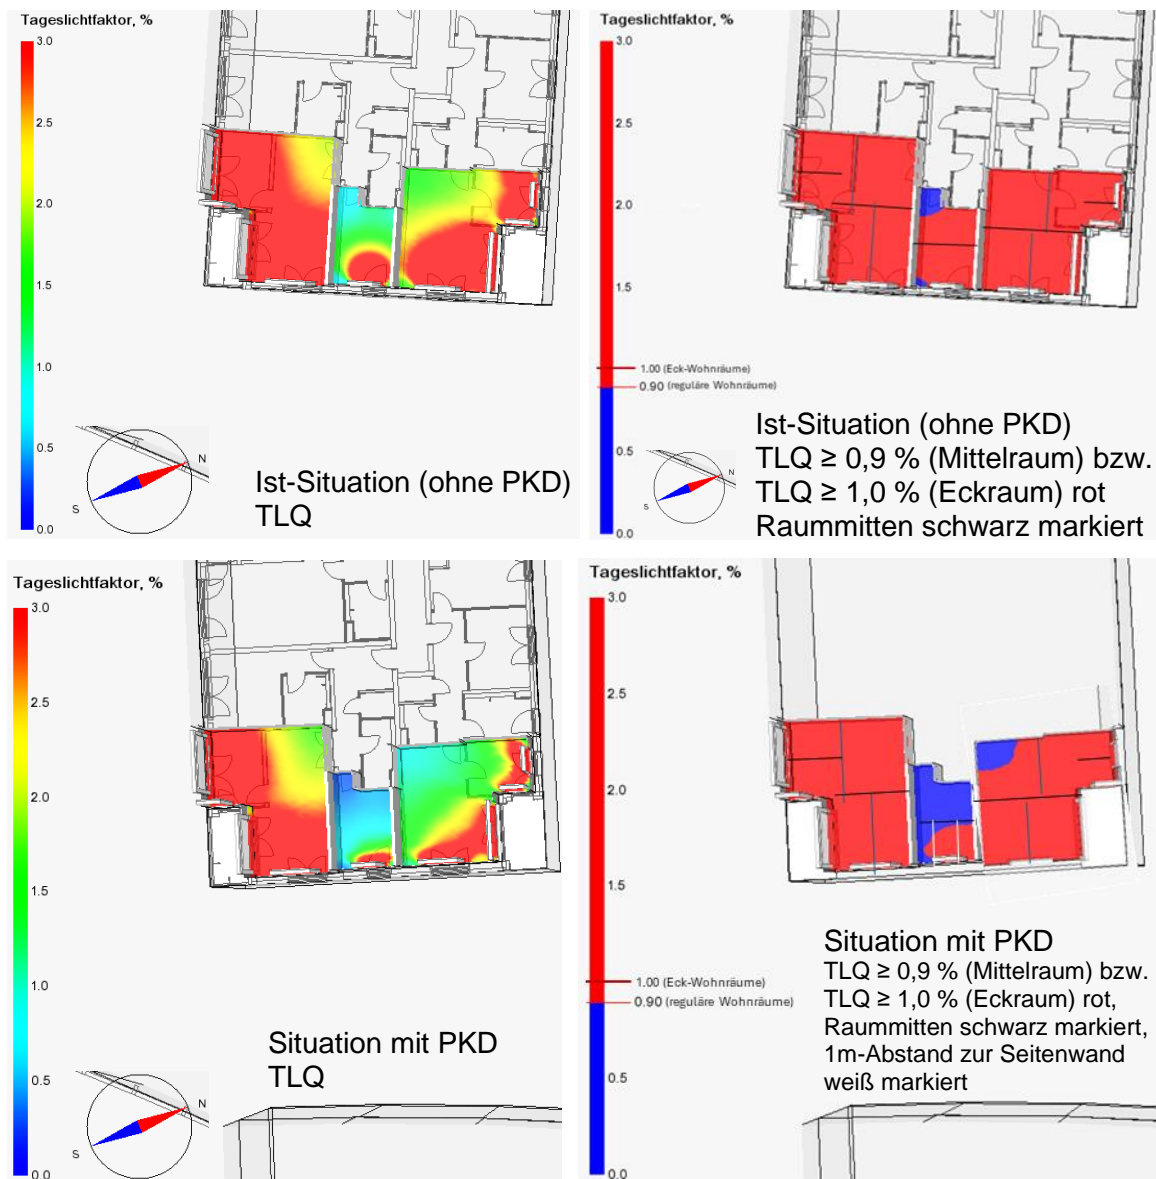 Tageslichtfaktor, %
3.0
2.5
2.0
1.5
1.0
0.5
0.0
N
S
Ist-Situation (ohne PKD)
TLQ
Tageslichtfaktor, %
3.0
2.5
2.0
1.5
1.00 (Eck-Wohnräume)
0.90 (reguläre Wohnräume)
0.5
0.0
N
S
Ist-Situation (ohne PKD)
TLQ ≥ 0,9 % (Mittelraum) bzw.
TLQ ≥ 1,0 % (Eckraum) rot
Raummitten schwarz markiert
Tageslichtfaktor, %
3.0
2.5
2.0
1.5
1.0
0.5
0.0
N
S
Situation mit PKD
TLQ
Tageslichtfaktor, %
3.0
2.5
2.0
1.5
1.00 (Eck-Wohnräume)
0.90 (reguläre Wohnräume)
0.5
0.0
Situation mit PKD
TLQ ≥ 0,9 % (Mittelraum) bzw.
TLQ ≥ 1,0 % (Eckraum) rot,
Raummitten schwarz markiert,
1m-Abstand zur Seitenwand
weiß markiert